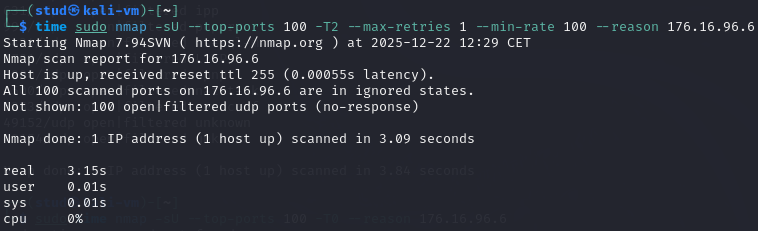 ┌──(stud㉿kali-vm)-[~]
└─$ time sudo nmap -sU --top-ports 100 -T2 --max-retries 1 --min-rate 100 --reason 176.16.96.6
Starting Nmap 7.94SVN ( https://nmap.org ) at 2025-12-22 12:29 CET
Nmap scan report for 176.16.96.6
Host is up, received reset ttl 255 (0.00055s latency).
All 100 scanned ports on 176.16.96.6 are in ignored states.
Not shown: 100 open|filtered udp ports (no-response)
49152/udp open|filtered unknown
Nmap done: 1 IP address (1 host up) scanned in 3.09 seconds
real    3.15s
user    0.01s
sys     0.01s
cpu     0%